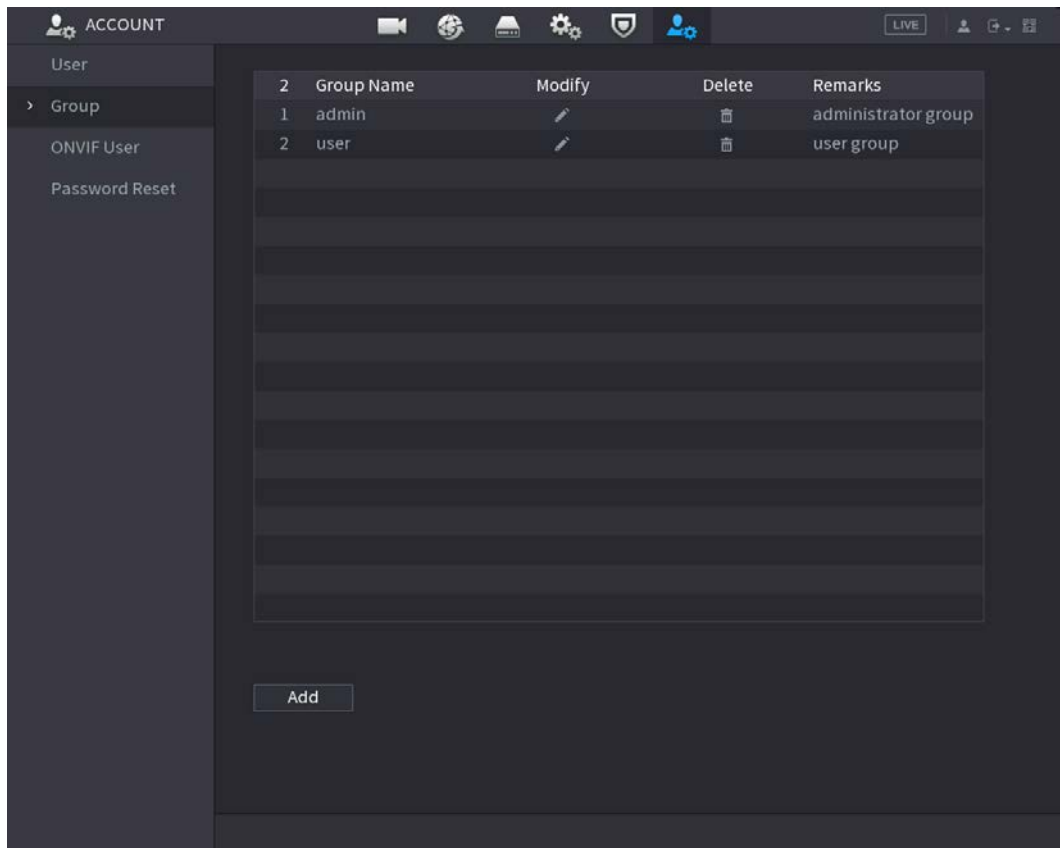 ACCOUNT
LIVE
User
Group
ONVIF User
Password Reset
2 Group Name Modify Delete Remarks
1 admin administrator group
2 user user group
Add